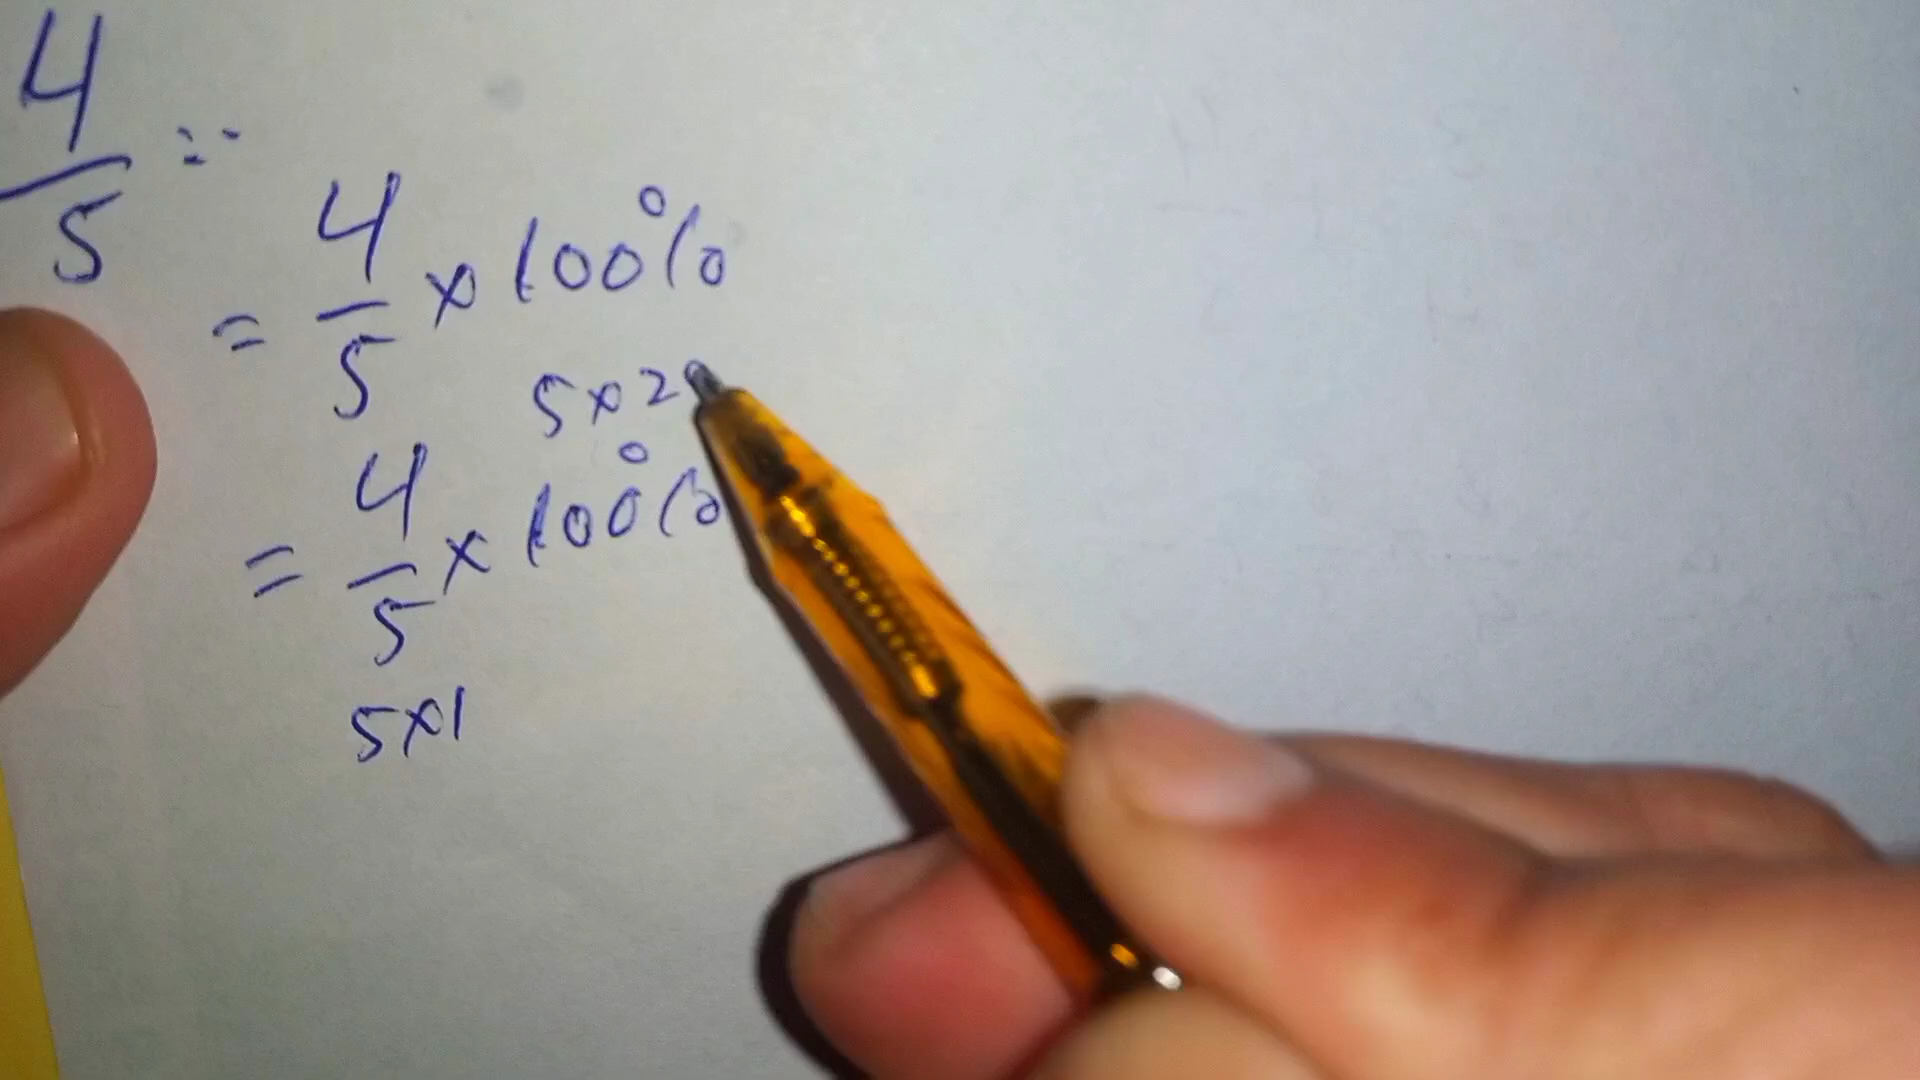 4/5 =
= 4/5 x 100%
5x20
= 4/5 x 100%
5x1